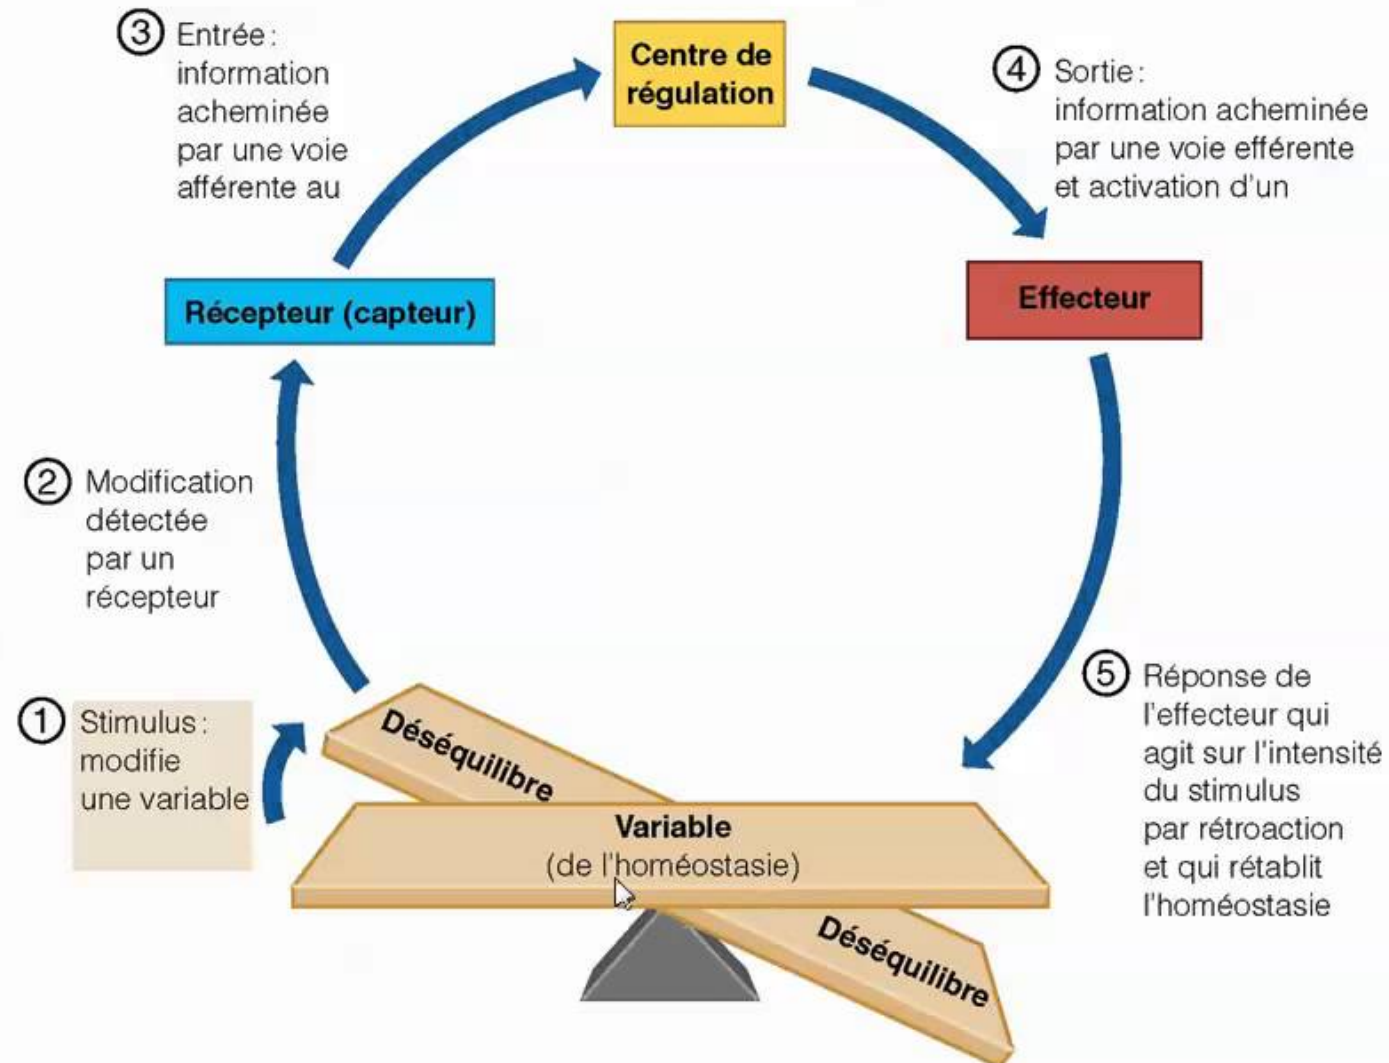 1
Stimulus :
modifie
une variable
2
Modification
détectée
par un
récepteur
Récepteur (capteur)
3
Entrée :
information
acheminée
par une voie
afférente au
Centre de
régulation
4
Sortie :
information acheminée
par une voie efférente
et activation d'un
Effecteur
5
Réponse de
l'effecteur qui
agit sur l'intensité
du stimulus
par rétroaction
et qui rétablit
l'homéostasie
Déséquilibre
Variable
(de l'homéostasie)
Déséquilibre